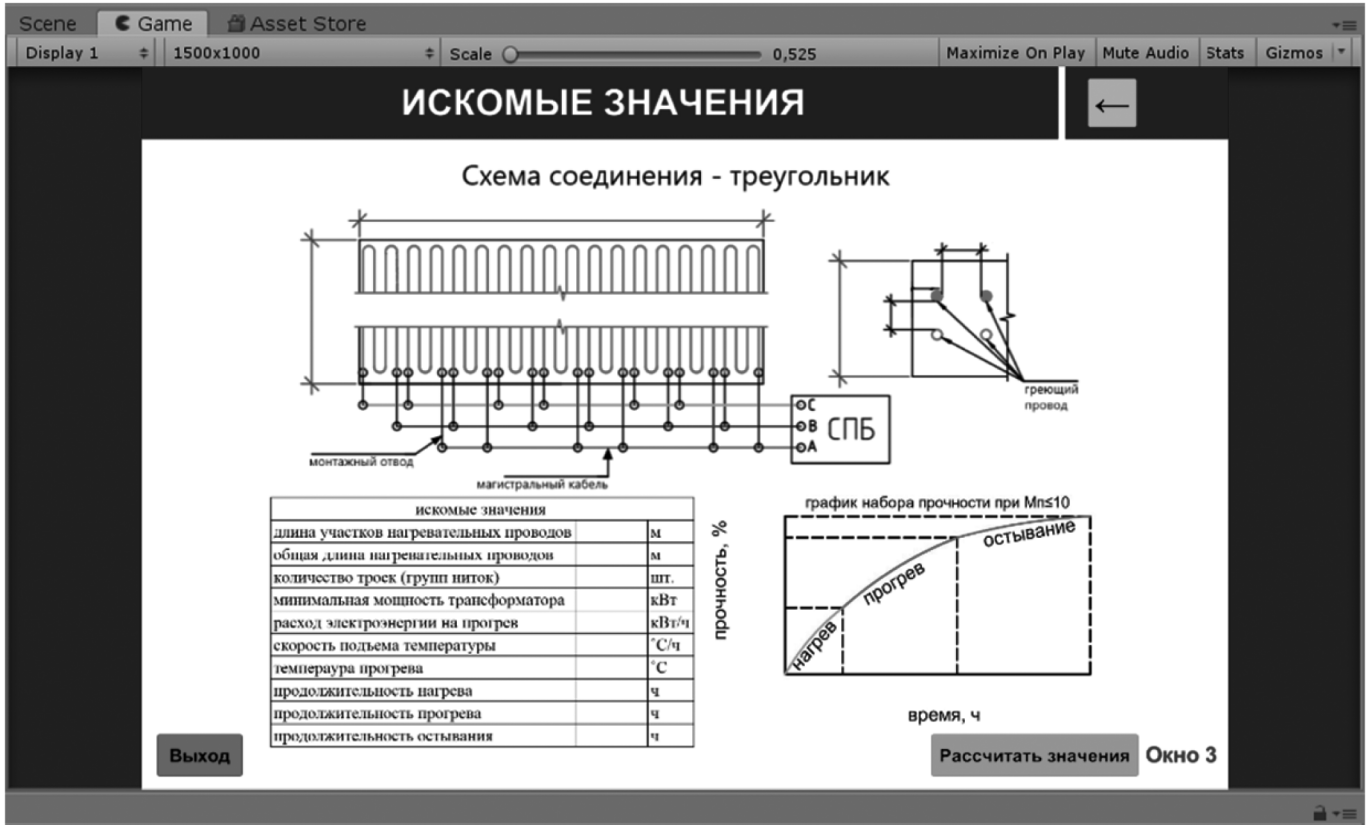 Scene Game Asset Store
Display 1 1500x1000 Scale 0,525 Maximize On Play Mute Audio Stats Gizmos
ИСКОМЫЕ ЗНАЧЕНИЯ
←
Схема соединения - треугольник
греющий
провод
C
B
A
СПБ
монтажный отвод
магистральный кабель
искомые значения
длина участков нагревательных проводов м
общая длина нагревательных проводов м
количество троек (групп ниток) шт.
минимальная мощность трансформатора кВт
расход электроэнергии на прогрев кВт/ч
скорость подъема температуры ˚С/ч
темпераура прогрева ˚С
продолжительность нагрева ч
продолжительность прогрева ч
продолжительность остывания ч
график набора прочности при Мп≤10
прочность, %
нагрев
прогрев
остывание
время, ч
Выход
Рассчитать значения
Окно 3